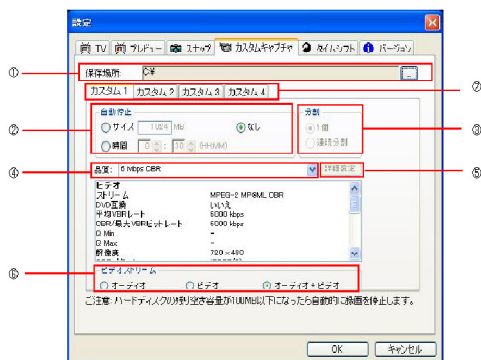 設定
TV プレビュー スナップ カスタムキャプチャ タイムシフト バージョン
① 保存場所: C:¥ ...
カスタム 1 カスタム 2 カスタム 3 カスタム 4 ⑦
② 自動停止
サイズ 1024 MB なし
時間 0 : 10 (HH:MM)
分割 ③
1個
連続分割
④ 品質: 6 Mbps CBR 詳細設定 ⑤
ビデオ
ストリーム MPEG-2 MP@ML CBR
DVD互換 いいえ
平均VBRレート 6000 kbps
CBR/最大VBRビットレート 6000 kbps
Q Min -
Q Max -
解像度 720 x 480
⑥ ビデオストリーム
オーディオ ビデオ オーディオ+ビデオ
ご注意: ハードディスクの残り空き容量が100MB以下になったら自動的に録画を停止します。
OK キャンセル